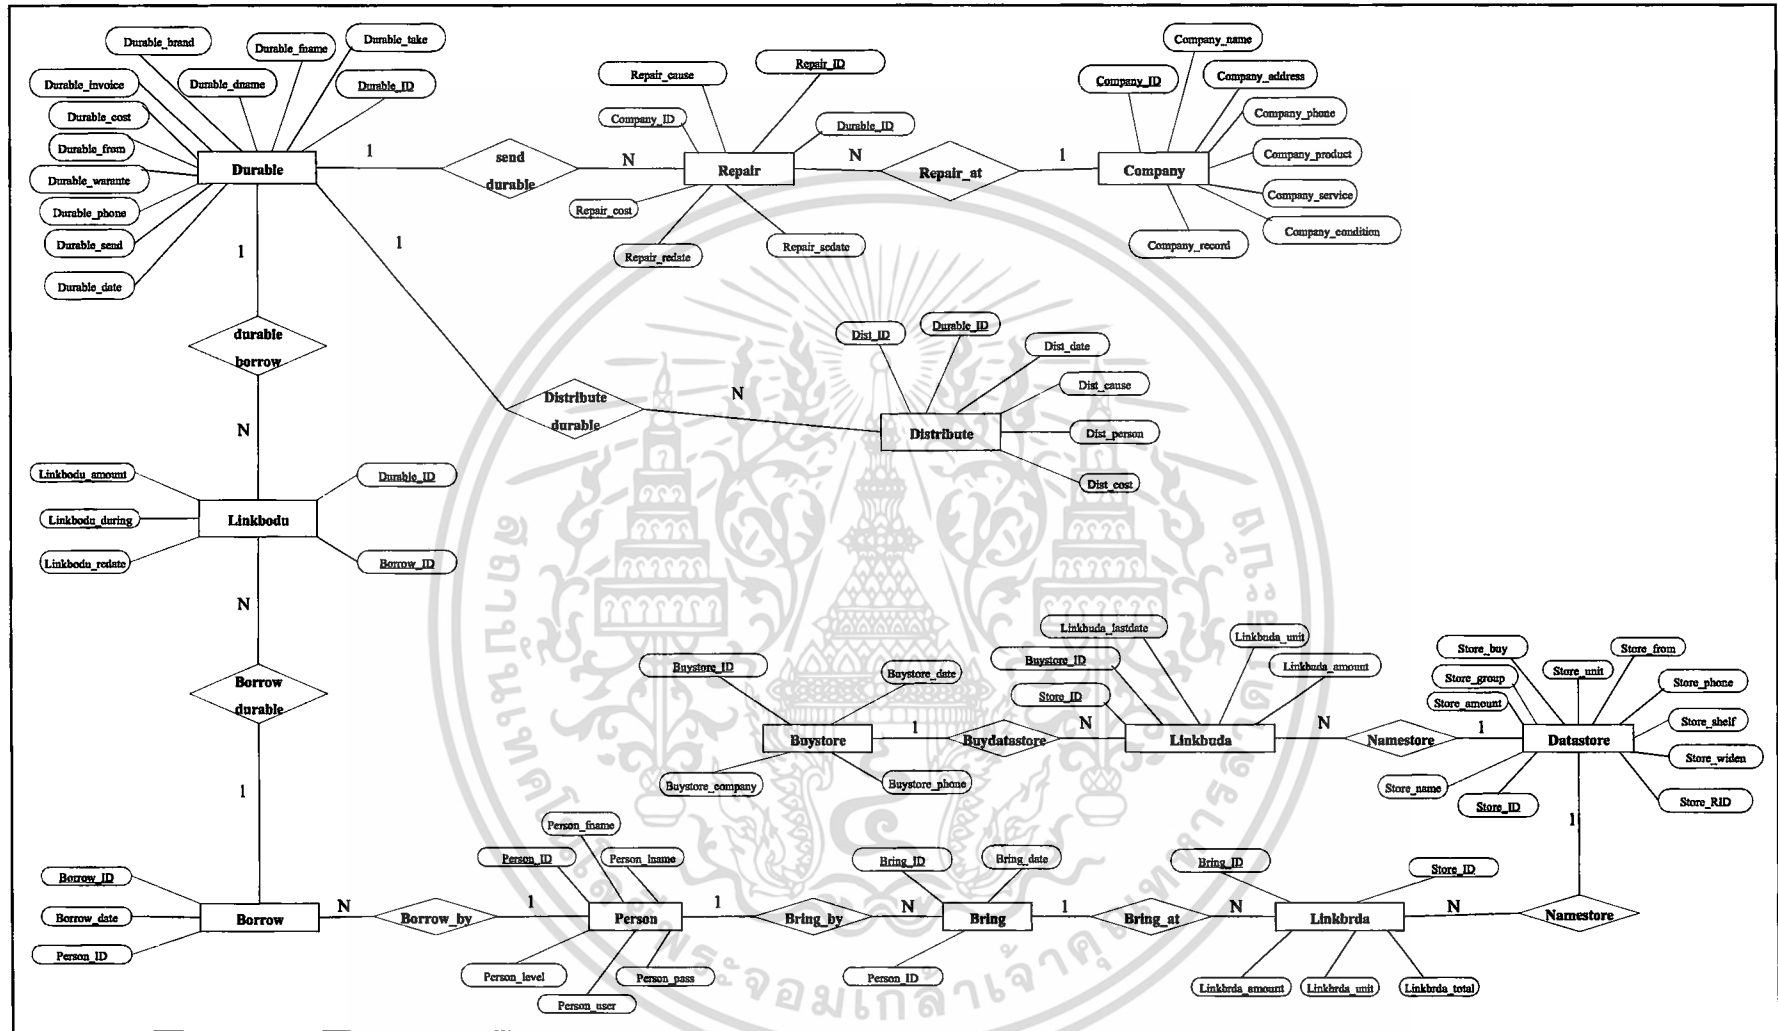 Durable_brand
Durable_fname
Durable_take
Durable_invoice
Durable_dname
Durable_ID
Durable_cost
Durable_from
Durable_warante
Durable_phone
Durable_send
Durable_date
Durable
1
send
durable
N
Repair_cause
Repair_ID
Company_ID
Durable_ID
Repair
Repair_cost
Repair_redate
Repair_sedate
N
Repair_at
1
Company_name
Company_ID
Company_address
Company_phone
Company_product
Company_service
Company_condition
Company_record
Company
1
durable
borrow
N
1
Distribute
durable
N
Dist_ID
Durable_ID
Dist_date
Dist_cause
Dist_person
Dist_cost
Distribute
Linkbodu_amount
Durable_ID
Linkbodu_during
Linkbodu
Linkbodu_redate
Borrow_ID
N
Borrow
durable
1
Buystore_ID
Buystore_date
Buystore
Buystore_company
Buystore_phone
1
Buydatastore
N
Linkbuda_lastdate
Linkbuda_unit
Buystore_ID
Linkbuda_amount
Store_ID
Linkbuda
N
Namestore
1
Store_buy
Store_from
Store_unit
Store_group
Store_phone
Store_amount
Store_shelf
Datastore
Store_widen
Store_name
Store_ID
Store_RID
1
Namestore
N
Borrow_ID
Borrow_date
Borrow
Person_ID
N
Borrow_by
1
Person_fname
Person_ID
Person_lname
Person
Person_level
Person_pass
Person_user
1
Bring_by
N
Bring_ID
Bring_date
Bring
Person_ID
1
Bring_at
N
Bring_ID
Store_ID
Linkbrda
Linkbrda_amount
Linkbrda_unit
Linkbrda_total